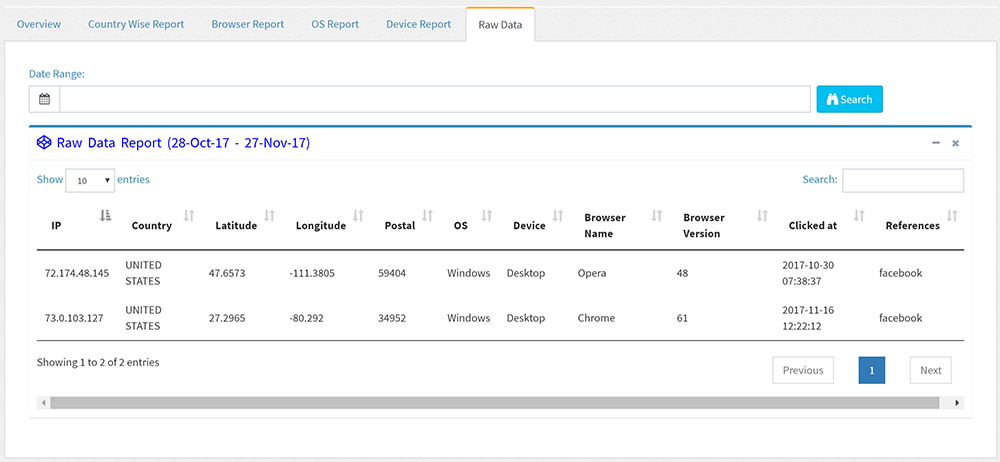 Overview Country Wise Report Browser Report OS Report Device Report Raw Data
Date Range:
Search
Raw Data Report (28-Oct-17 - 27-Nov-17)
Show 10 entries Search:
IP Country Latitude Longitude Postal OS Device Browser Name Browser Version Clicked at References
72.174.48.145 UNITED STATES 47.6573 -111.3805 59404 Windows Desktop Opera 48 2017-10-30 07:38:37 facebook
73.0.103.127 UNITED STATES 27.2965 -80.292 34952 Windows Desktop Chrome 61 2017-11-16 12:22:12 facebook
Showing 1 to 2 of 2 entries
Previous 1 Next